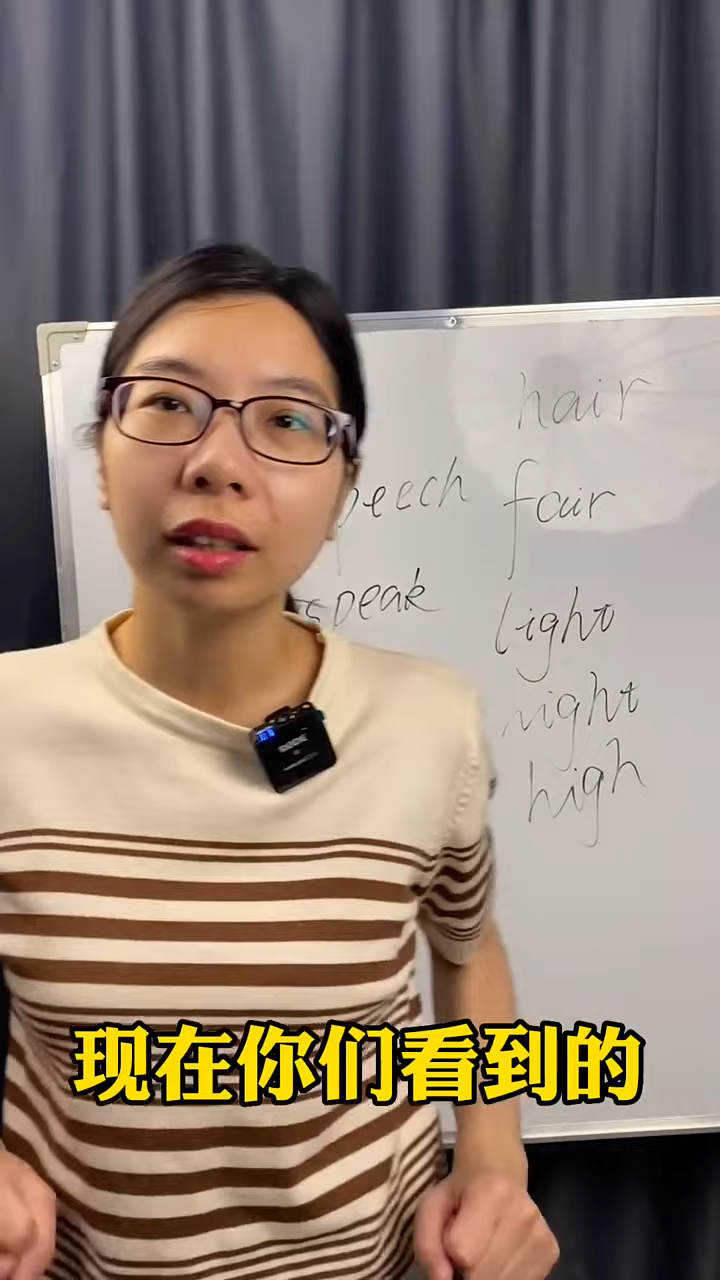 hair
peech fair
speak light
night
high
现在你们看到的